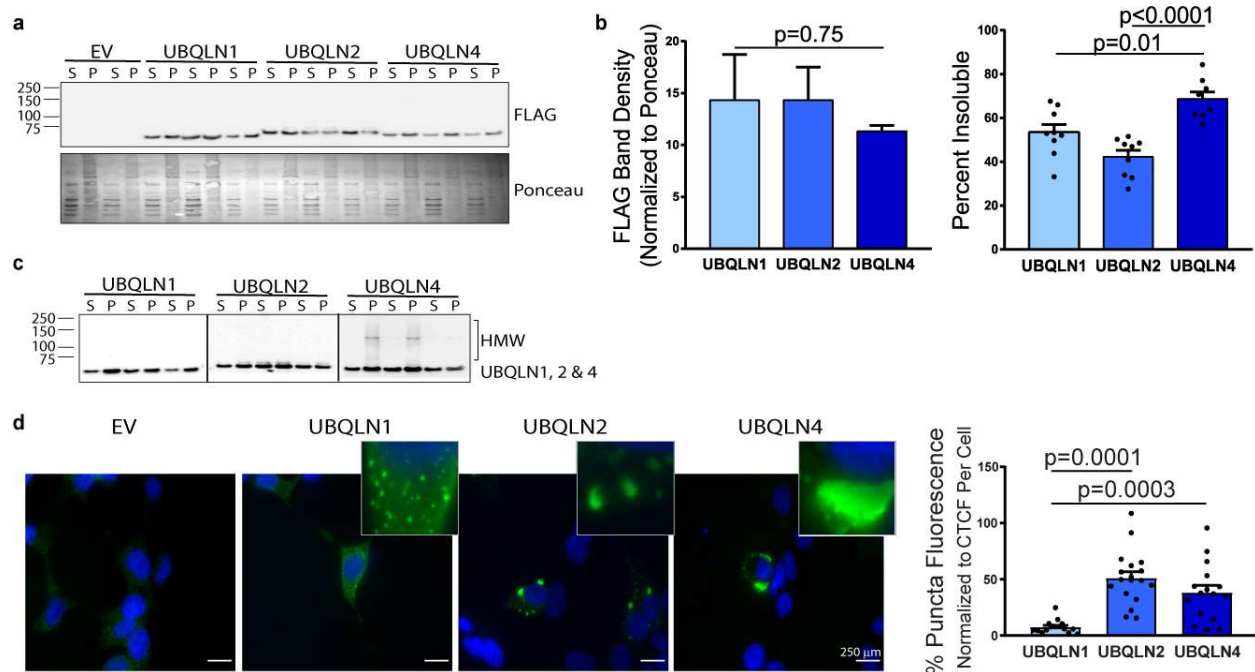 a
EV UBQLN1 UBQLN2 UBQLN4
S P S P S P S P S P S P S P S P S P S P S P
250
150
100
75
FLAG
Ponceau
b
FLAG Band Density
(Normalized to Ponceau)
20
15
10
5
0
p=0.75
UBQLN1 UBQLN2 UBQLN4
Percent Insoluble
100
80
60
40
20
0
p<0.0001
p=0.01
UBQLN1 UBQLN2 UBQLN4
c
UBQLN1 UBQLN2 UBQLN4
S P S P S P S P S P S P S P S P S P
250
150
100
75
HMW
UBQLN1, 2 & 4
d
EV UBQLN1 UBQLN2 UBQLN4
250 μm
% Puncta Fluorescence
Normalized to CTCF Per Cell
150
100
50
0
p=0.0001
p=0.0003
UBQLN1 UBQLN2 UBQLN4